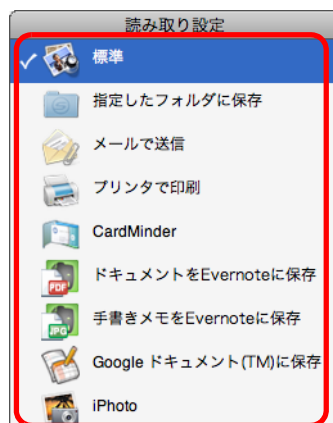 読み取り設定
標準
指定したフォルダに保存
メールで送信
プリンタで印刷
CardMinder
PDF
ドキュメントをEvernoteに保存
JPG
手書きメモをEvernoteに保存
Google ドキュメント(TM)に保存
iPhoto